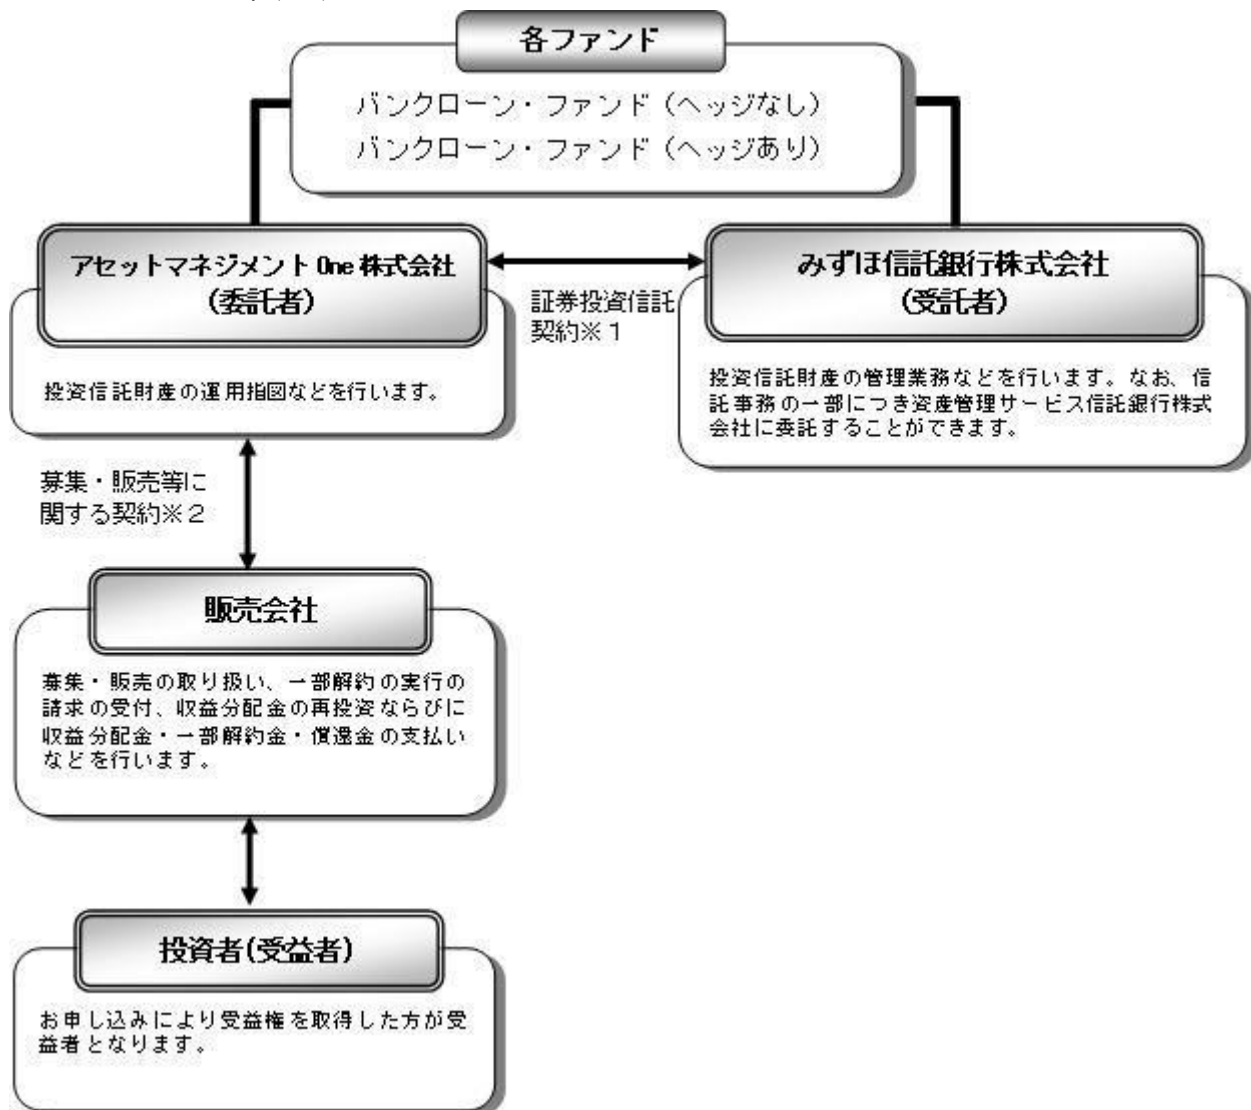 各ファンド
バンクローン・ファンド（ヘッジなし）
バンクローン・ファンド（ヘッジあり）
アセットマネジメント One 株式会社
（委託者）
証券投資信託
契約※１
みずほ信託銀行株式会社
（受託者）
投資信託財産の運用指図などを行います。
投資信託財産の管理業務などを行います。なお、信
託事務の一部につき資産管理サービス信託銀行株式
会社に委託することができます。
募集・販売等に
関する契約※２
販売会社
募集・販売の取り扱い、一部解約の実行の
請求の受付、収益分配金の再投資ならびに
収益分配金・一部解約金・償還金の支払い
などを行います。
投資者(受益者)
お申し込みにより受益権を取得した方が受
益者となります。